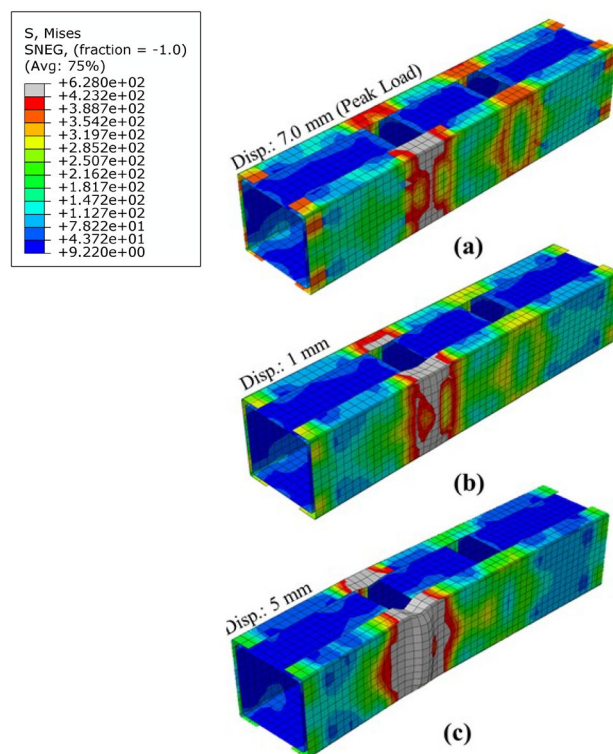 S, Mises
SNEG, (fraction = -1.0)
(Avg: 75%)
+6.280e+02
+4.232e+02
+3.887e+02
+3.542e+02
+3.197e+02
+2.852e+02
+2.507e+02
+2.162e+02
+1.817e+02
+1.472e+02
+1.127e+02
+7.822e+01
+4.372e+01
+9.220e+00
Disp.: 7.0 mm (Peak Load)
(a)
Disp.: 1 mm
(b)
Disp.: 5 mm
(c)